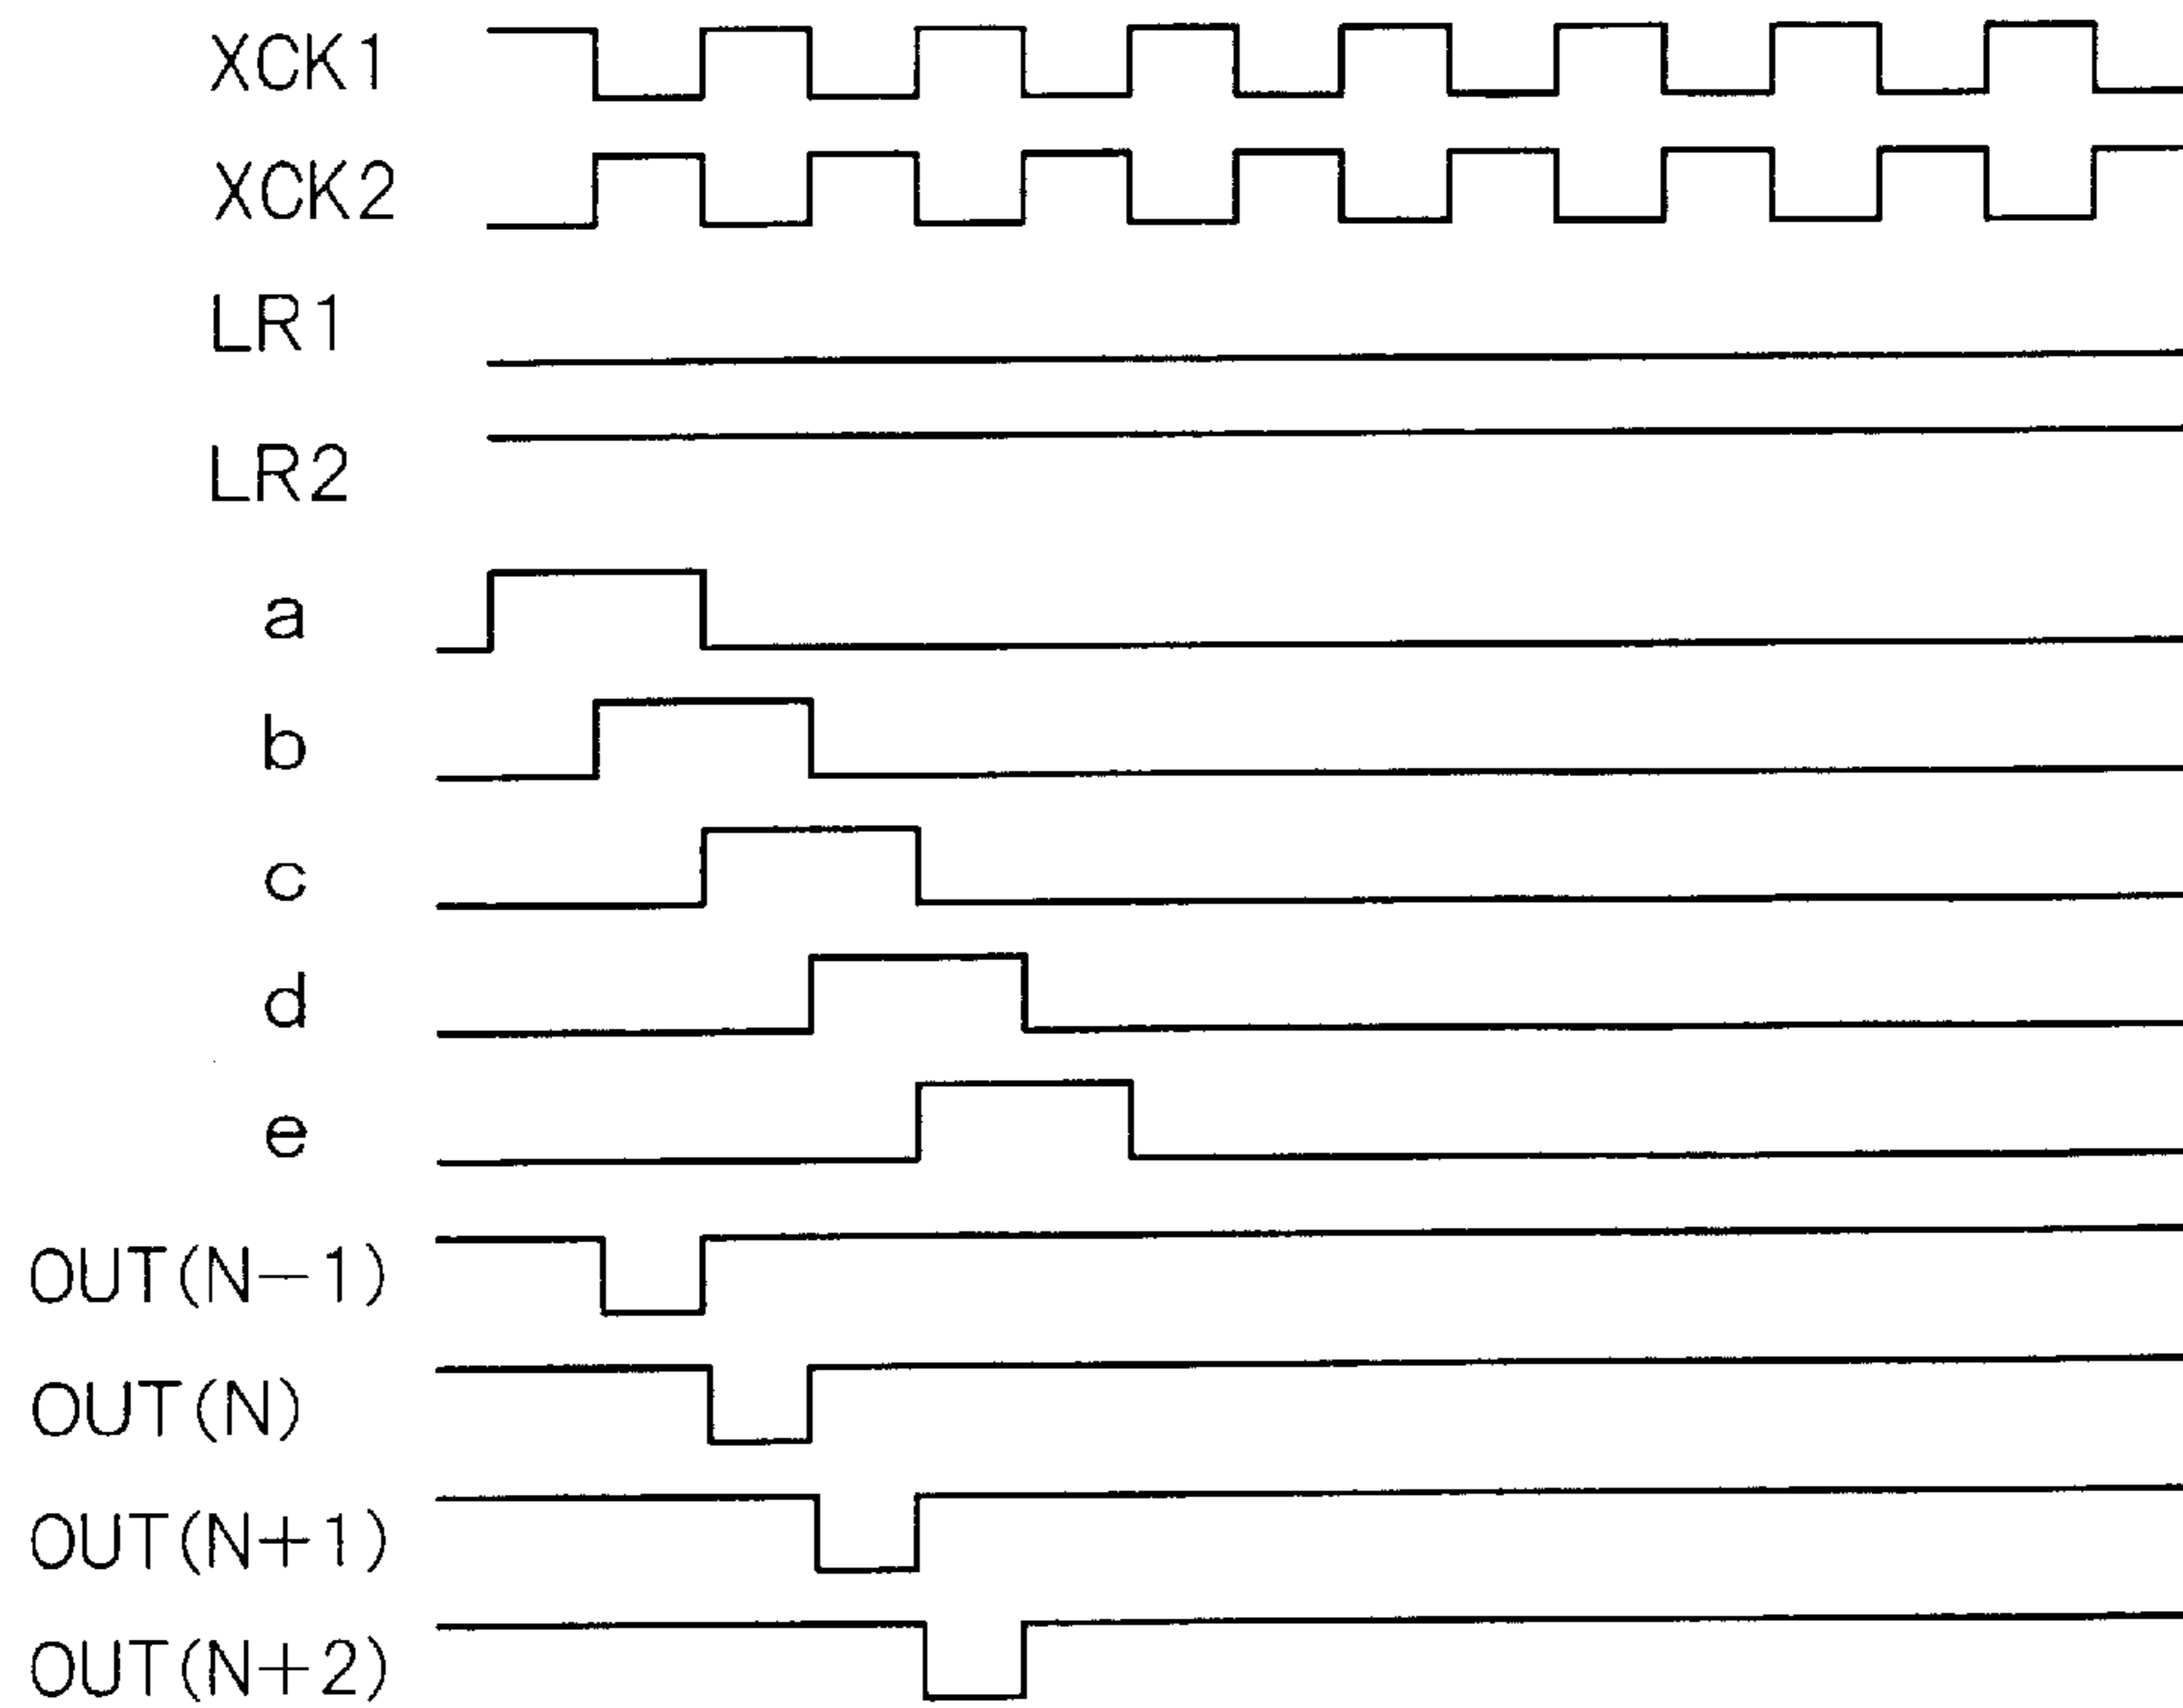 XCK1
XCK2
LR1
LR2
a
b
c
d
e
OUT(N−1)
OUT(N)
OUT(N+1)
OUT(N+2)